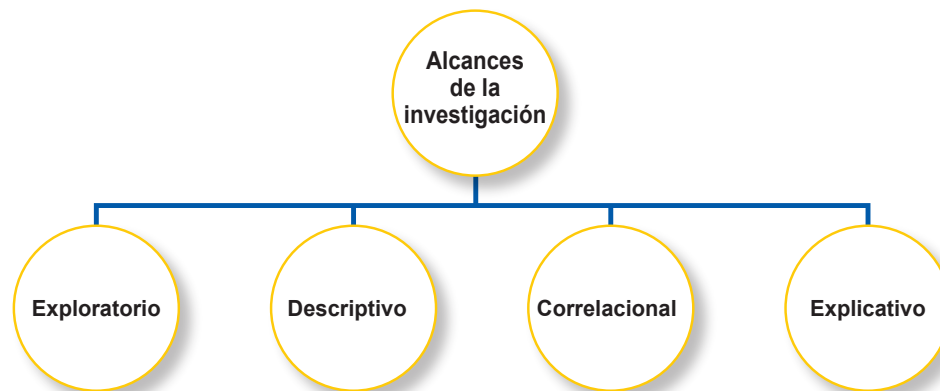 Alcances
de la
investigación
Exploratorio
Descriptivo
Correlacional
Explicativo